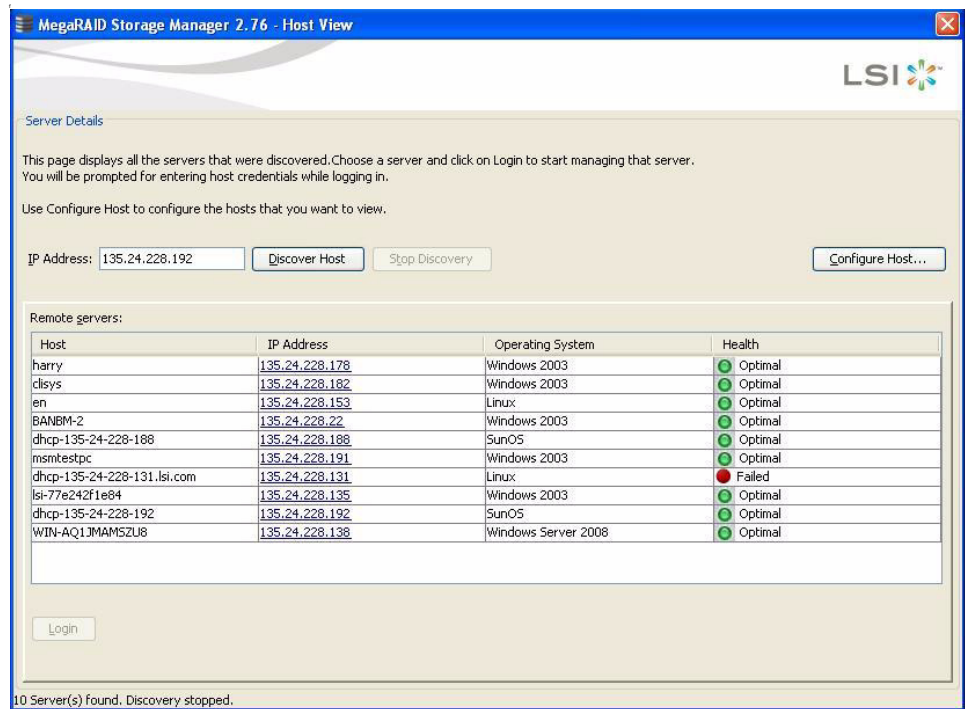 MegaRAID Storage Manager 2.76 - Host View
LSI™
Server Details
This page displays all the servers that were discovered.Choose a server and click on Login to start managing that server.
You will be prompted for entering host credentials while logging in.
Use Configure Host to configure the hosts that you want to view.
IP Address: 135.24.228.192 Discover Host Stop Discovery Configure Host...
Remote servers:
Host IP Address Operating System Health
harry 135.24.228.178 Windows 2003 Optimal
clisys 135.24.228.182 Windows 2003 Optimal
en 135.24.228.153 Linux Optimal
BANBM-2 135.24.228.22 Windows 2003 Optimal
dhcp-135-24-228-188 135.24.228.188 SunOS Optimal
msmtestpc 135.24.228.191 Windows 2003 Optimal
dhcp-135-24-228-131.lsi.com 135.24.228.131 Linux Failed
lsi-77e242f1e84 135.24.228.135 Windows 2003 Optimal
dhcp-135-24-228-192 135.24.228.192 SunOS Optimal
WIN-AQ1JMAMSZU8 135.24.228.138 Windows Server 2008 Optimal
Login
10 Server(s) found. Discovery stopped.